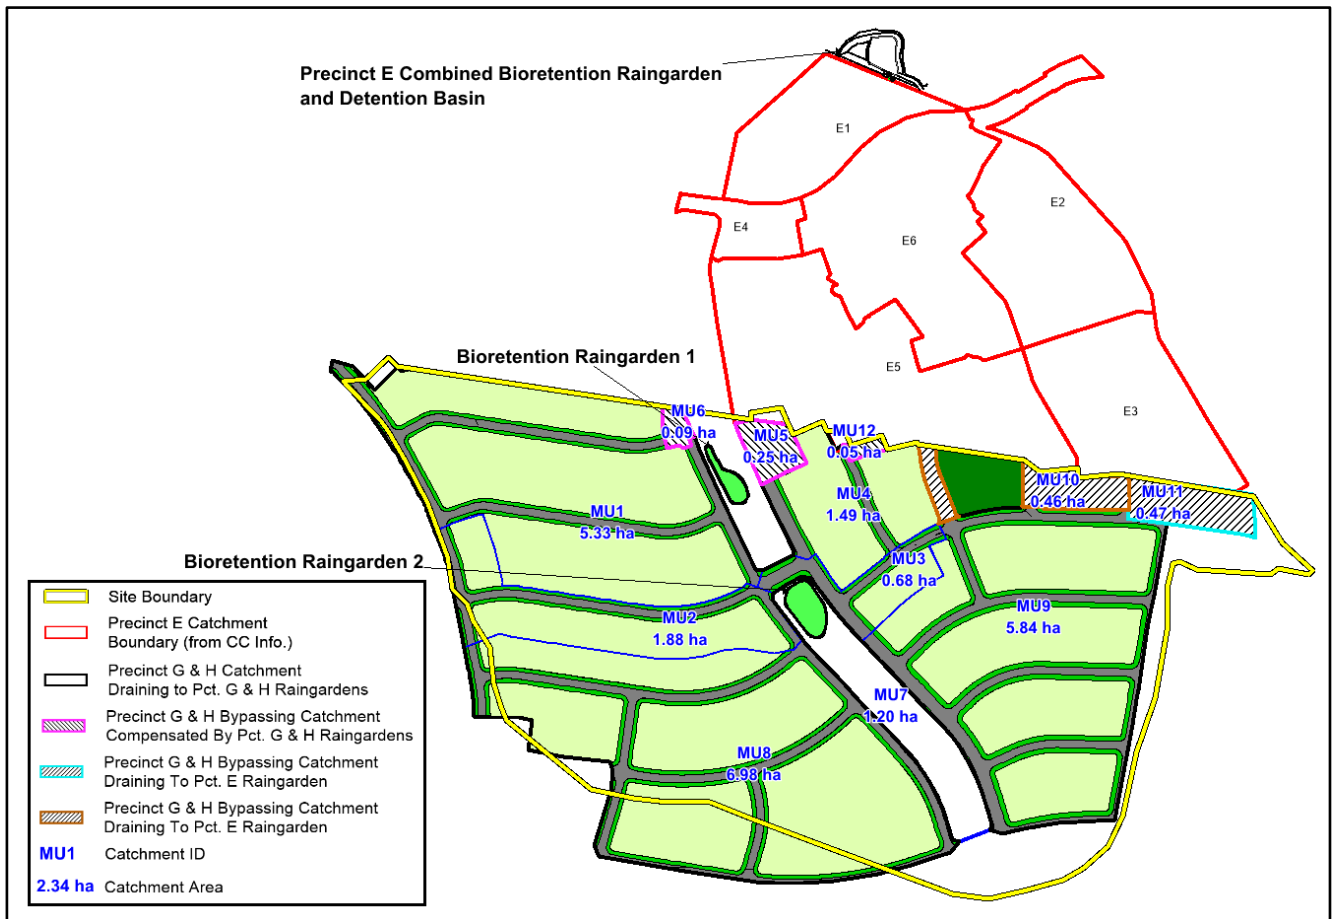 Precinct E Combined Bioretention Raingarden
and Detention Basin
E1
E2
E4
E6
Bioretention Raingarden 1
E5
E3
MU6
0.09 ha
MU5
0.25 ha
MU12
0.05 ha
MU4
1.49 ha
MU10
0.46 ha
MU11
0.47 ha
MU1
5.33 ha
Bioretention Raingarden 2
MU3
0.68 ha
MU2
1.88 ha
MU9
5.84 ha
MU7
1.20 ha
MU8
6.98 ha
Site Boundary
Precinct E Catchment
Boundary (from CC Info.)
Precinct G & H Catchment
Draining to Pct. G & H Raingardens
Precinct G & H Bypassing Catchment
Compensated By Pct. G & H Raingardens
Precinct G & H Bypassing Catchment
Draining To Pct. E Raingarden
Precinct G & H Bypassing Catchment
Draining To Pct. E Raingarden
MU1 Catchment ID
2.34 ha Catchment Area